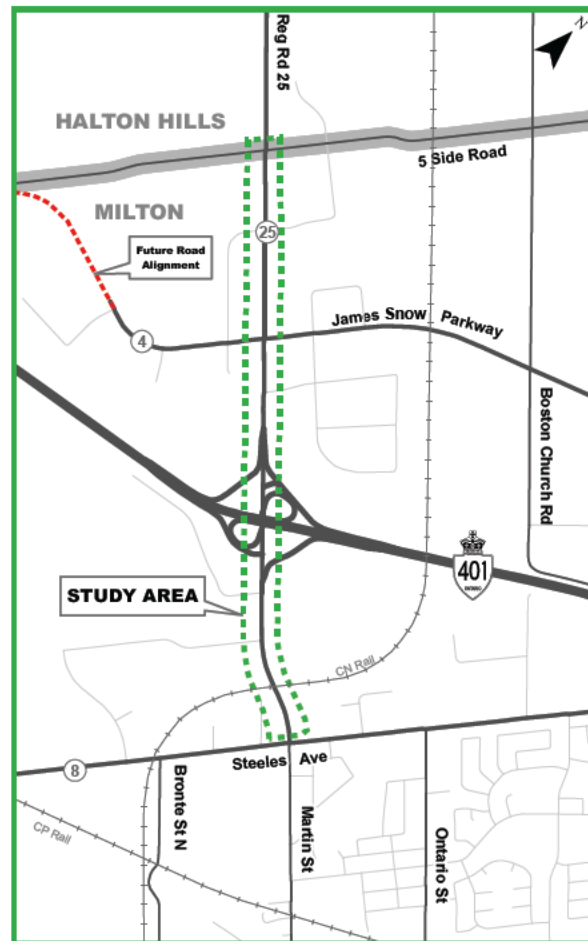 N
Reg Rd 25
HALTON HILLS
5 Side Road
MILTON
25
Future Road
Alignment
James Snow Parkway
4
Boston Church Rd
401
ONTARIO
STUDY AREA
CN Rail
Steeles Ave
8
Bronte St N
Martin St
Ontario St
CP Rail